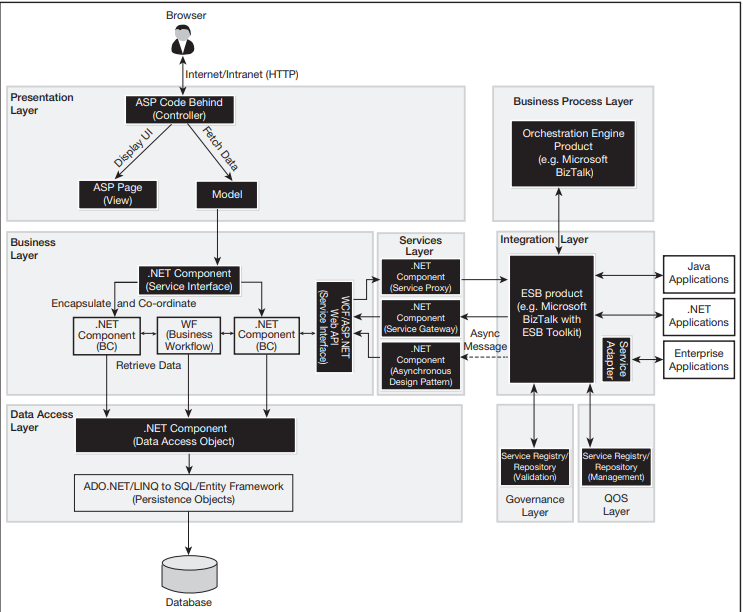 Browser
Internet/Intranet (HTTP)
Presentation
Layer
ASP Code Behind
(Controller)
Display UI
Fetch Data
ASP Page
(View)
Model
Business Process Layer
Orchestration Engine
Product
(e.g. Microsoft
BizTalk)
Business
Layer
.NET Component
(Service Interface)
Encapsulate and Co-ordinate
.NET
Component
(BC)
WF
(Business
Workflow)
.NET
Component
(BC)
Retrieve Data
WCF/ASP.NET
Web API
(Service Interface)
Services
Layer
.NET
Component
(Service Proxy)
.NET
Component
(Service Gateway)
.NET
Component
(Asynchronous
Design Pattern)
Async
Message
Integration Layer
ESB product
(e.g. Microsoft
BizTalk with
ESB Toolkit)
Service
Adapter
Java
Applications
.NET
Applications
Enterprise
Applications
Data Access
Layer
.NET Component
(Data Access Object)
ADO.NET/LINQ to SQL/Entity Framework
(Persistence Objects)
Database
Service Registry/
Repository
(Validation)
Governance
Layer
Service Registry/
Repository
(Management)
QOS
Layer